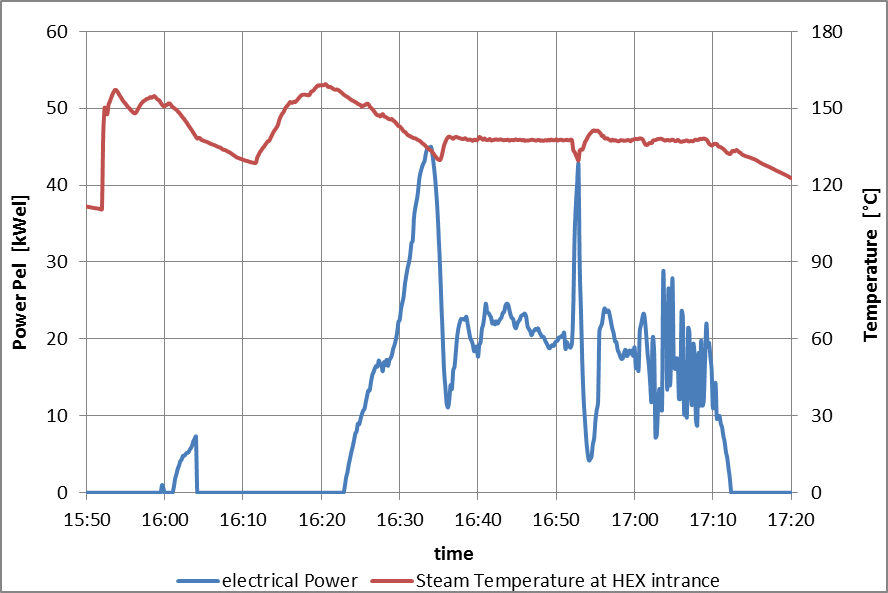 60
50
40
30
20
10
0
180
150
120
90
60
30
0
Power Pel [kWel]
Temperature [°C]
15:50 16:00 16:10 16:20 16:30 16:40 16:50 17:00 17:10 17:20
time
electrical Power Steam Temperature at HEX intrance